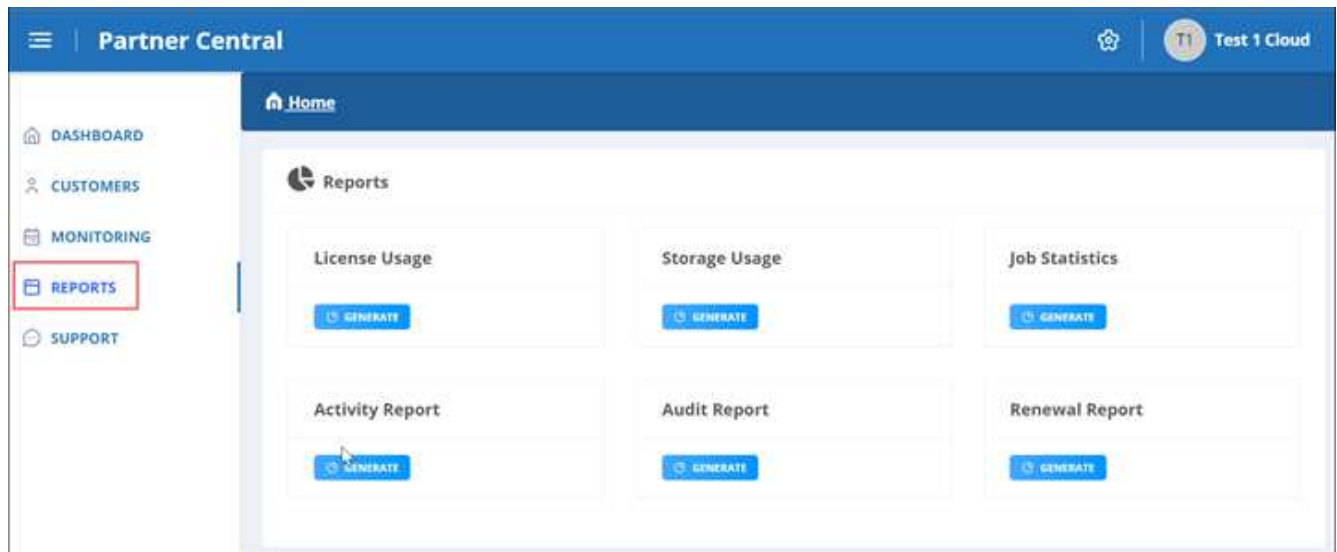 Partner Central
T1 Test 1 Cloud
Home
DASHBOARD
CUSTOMERS
MONITORING
REPORTS
SUPPORT
Reports
License Usage
GENERATE
Storage Usage
GENERATE
Job Statistics
GENERATE
Activity Report
GENERATE
Audit Report
GENERATE
Renewal Report
GENERATE